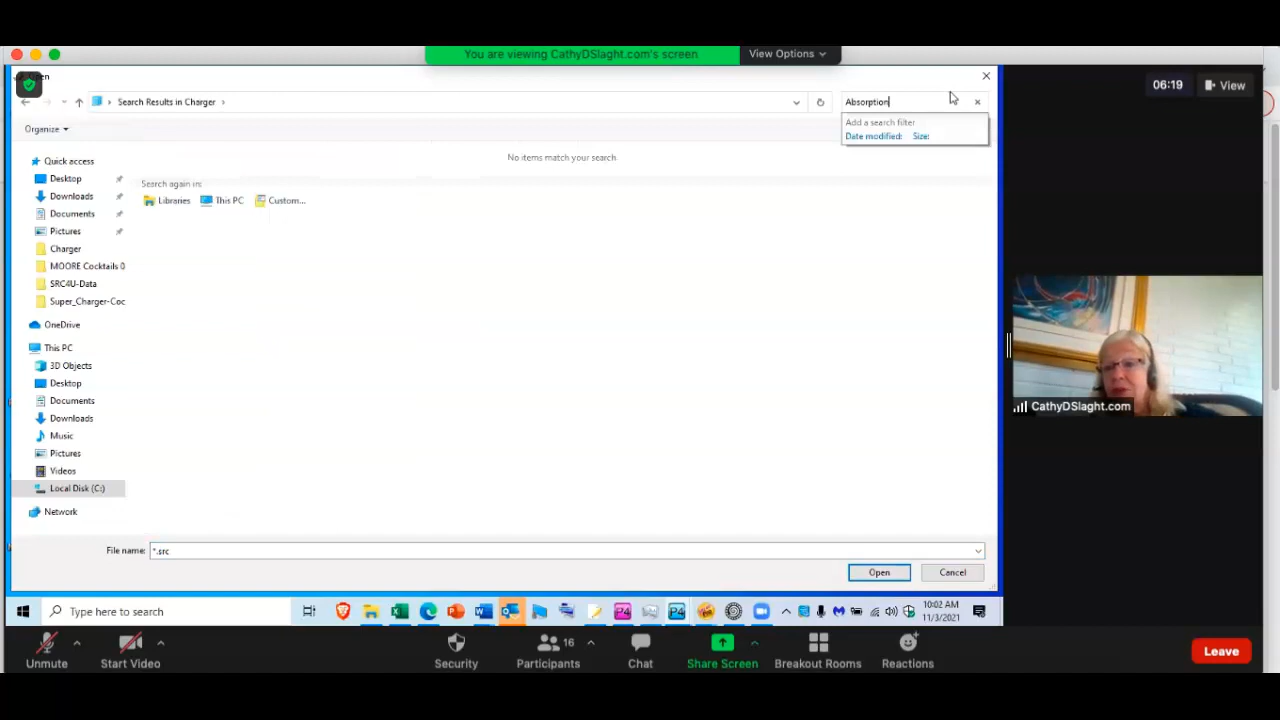 You are viewing CathyDSlaght.com's screen
View Options
Open
Search Results in Charger
Absorption
06:19
View
Organize
Add a search filter
Date modified:
Size:
No items match your search.
Search again in:
Libraries
This PC
Custom...
Quick access
Desktop
Downloads
Documents
Pictures
Charger
MOORE Cocktails 0
SRC4U-Data
Super_Charger-Coc
OneDrive
This PC
3D Objects
Desktop
Documents
Downloads
Music
Pictures
Videos
Local Disk (C:)
Network
CathyDSlaght.com
File name:
*.src
Open
Cancel
Type here to search
10:02 AM
11/3/2021
16
Unmute
Start Video
Security
Participants
Chat
Share Screen
Breakout Rooms
Reactions
Leave